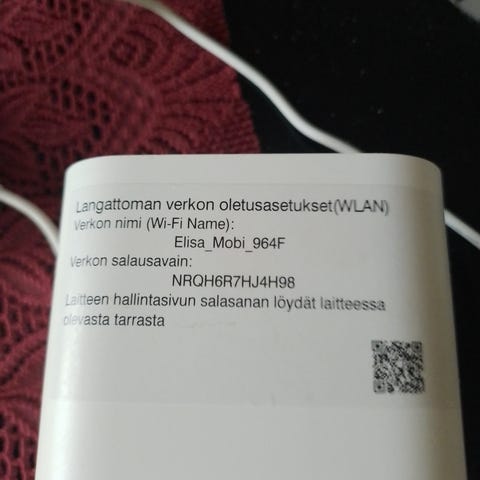 Langattoman verkon oletusasetukset(WLAN)
Verkon nimi (Wi-Fi Name):
Elisa_Mobi_964F
Verkon salausavain:
NRQH6R7HJ4H98
Laitteen hallintasivun salasanan löydät laitteessa
olevasta tarrasta